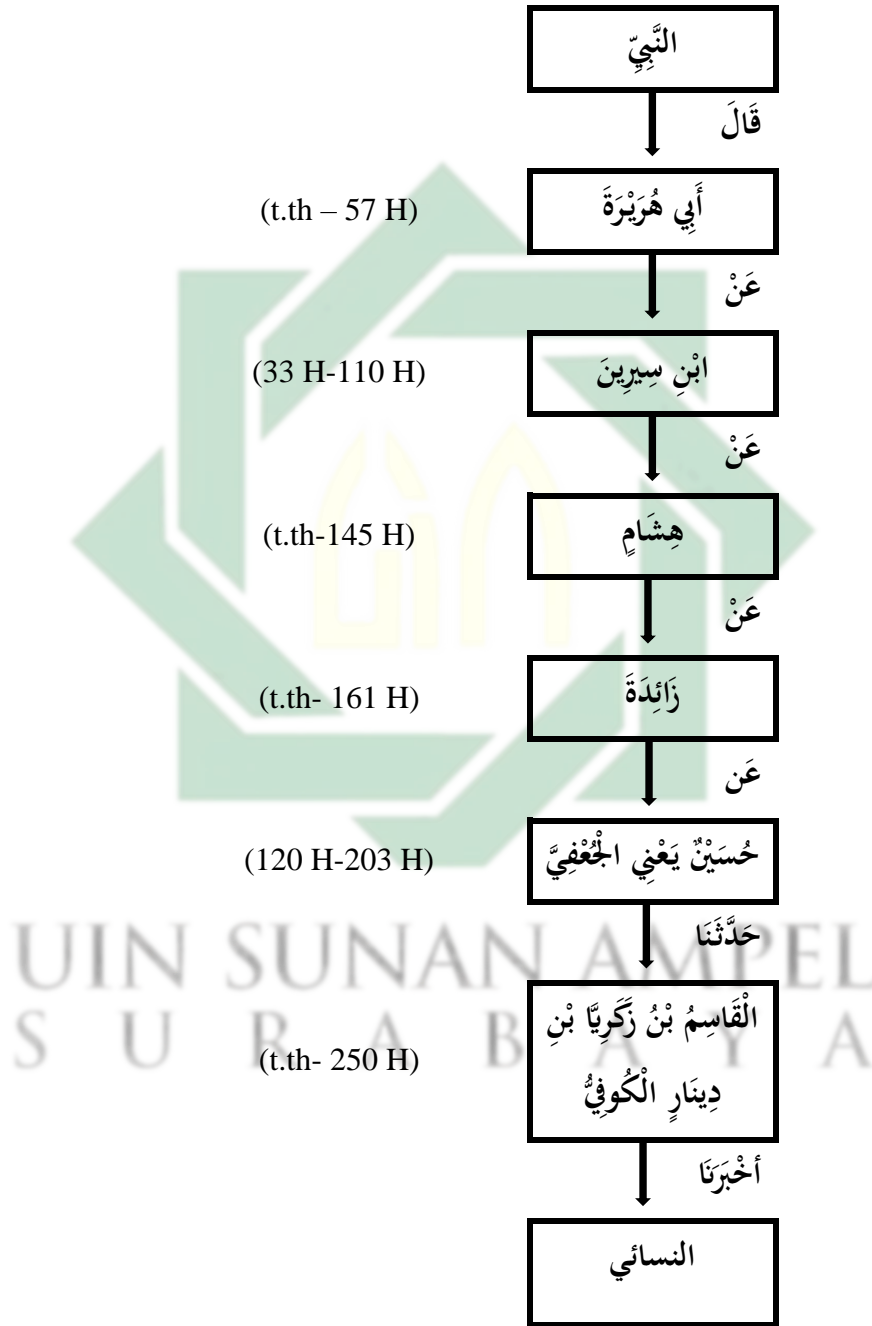 النَّبِيِّ
قَالَ
(t.th – 57 H)
أَبِي هُرَيْرَةَ
عَنْ
(33 H-110 H)
ابْنِ سِيرِينَ
عَنْ
(t.th-145 H)
هِشَامٍ
عَنْ
(t.th- 161 H)
زَائِدَةَ
عَن
(120 H-203 H)
حُسَيْنٌ يَعْنِي الْجُعْفِيَّ
حَدَّثَنَا
UIN SUNAN AMPEL
الْقَاسِمُ بْنُ زَكَرِيَّا بْنِ
S U R A B A Y A
(t.th- 250 H)
دِينَارٍ الْكُوفِيُّ
أخْبَرَنَا
النسائي